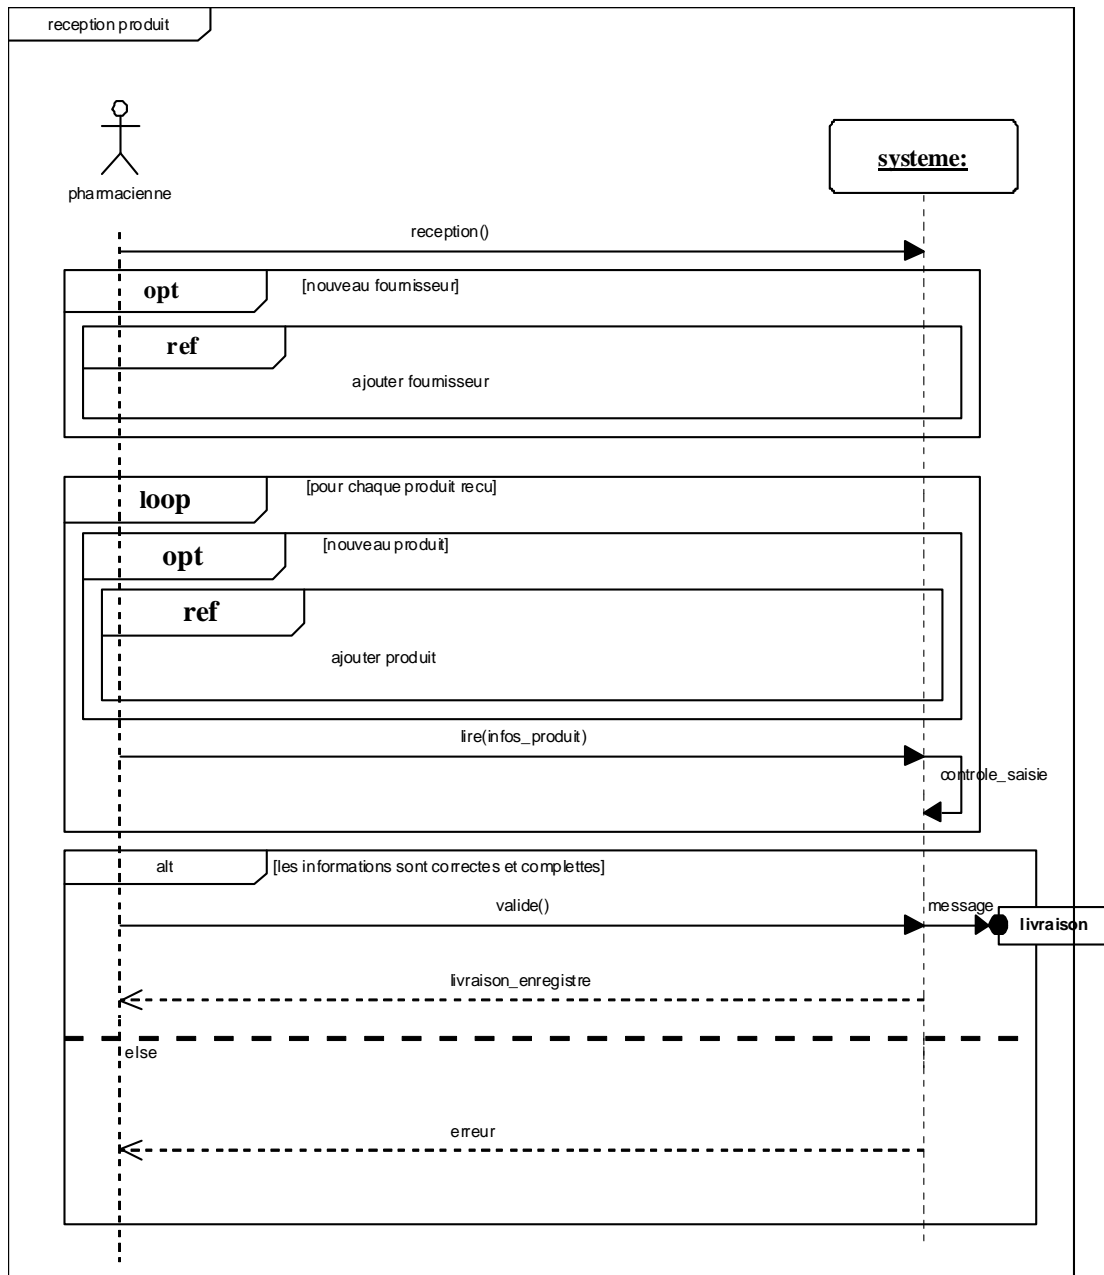 reception produit
pharmacienne
systeme:
reception()
opt
[nouveau fournisseur]
ref
ajouter fournisseur
loop
[pour chaque produit recu]
opt
[nouveau produit]
ref
ajouter produit
lire(infos_produit)
controle_saisie
alt
[les informations sont correctes et complettes]
valide()
message
livraison
livraison_enregistre
else
erreur